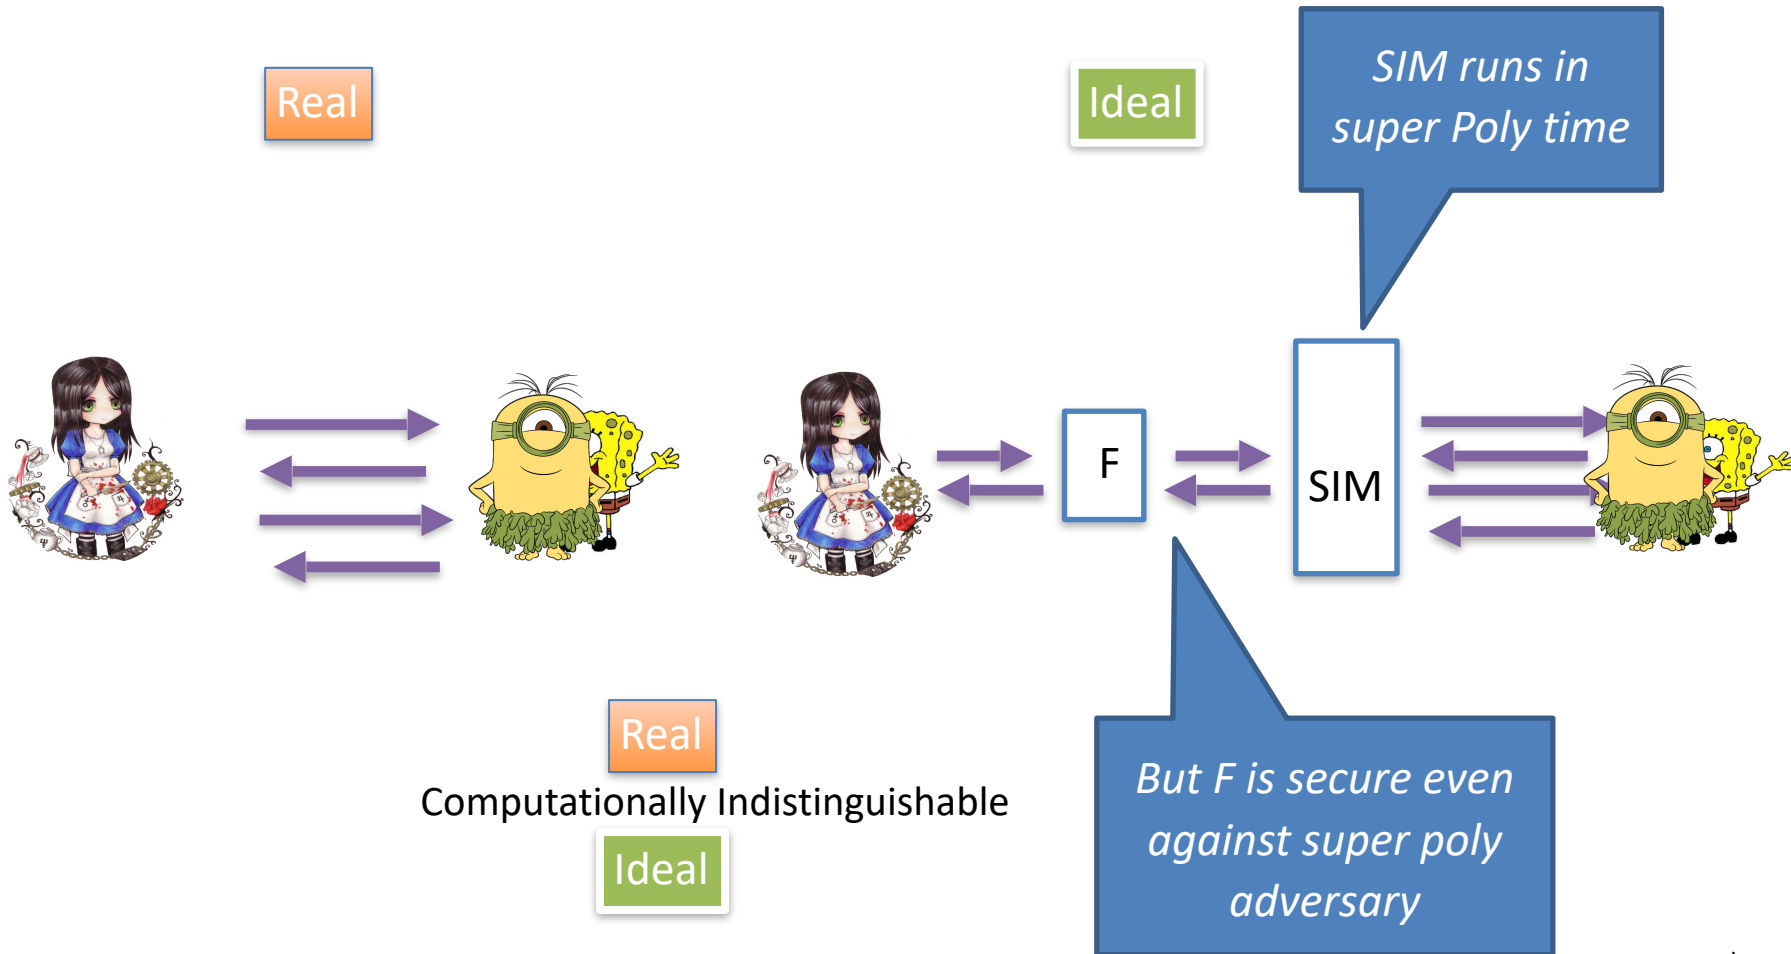 Real
Ideal
SIM runs in
super Poly time
F
SIM
Real
Computationally Indistinguishable
Ideal
But F is secure even
against super poly
adversary